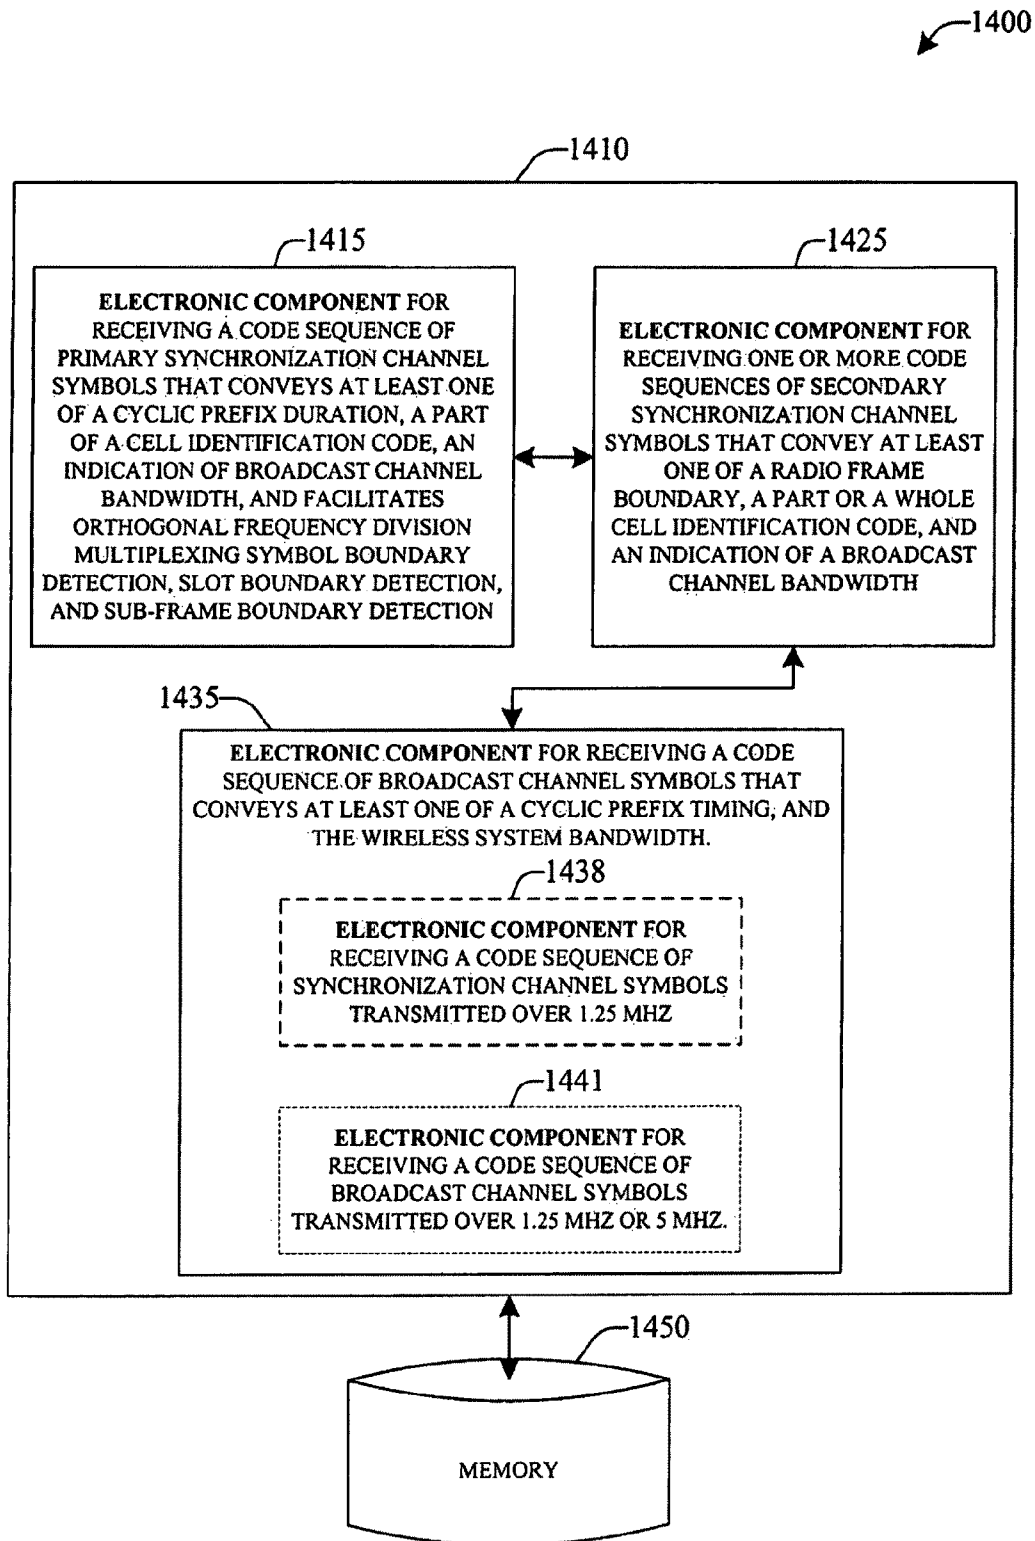 1400
1410
1415
ELECTRONIC COMPONENT FOR
RECEIVING A CODE SEQUENCE OF
PRIMARY SYNCHRONIZATION CHANNEL
SYMBOLS THAT CONVEYS AT LEAST ONE
OF A CYCLIC PREFIX DURATION, A PART
OF A CELL IDENTIFICATION CODE, AN
INDICATION OF BROADCAST CHANNEL
BANDWIDTH, AND FACILITATES
ORTHOGONAL FREQUENCY DIVISION
MULTIPLEXING SYMBOL BOUNDARY
DETECTION, SLOT BOUNDARY DETECTION,
AND SUB-FRAME BOUNDARY DETECTION
1425
ELECTRONIC COMPONENT FOR
RECEIVING ONE OR MORE CODE
SEQUENCES OF SECONDARY
SYNCHRONIZATION CHANNEL
SYMBOLS THAT CONVEY AT LEAST
ONE OF A RADIO FRAME
BOUNDARY, A PART OR A WHOLE
CELL IDENTIFICATION CODE, AND
AN INDICATION OF A BROADCAST
CHANNEL BANDWIDTH
1435
ELECTRONIC COMPONENT FOR RECEIVING A CODE
SEQUENCE OF BROADCAST CHANNEL SYMBOLS THAT
CONVEYS AT LEAST ONE OF A CYCLIC PREFIX TIMING, AND
THE WIRELESS SYSTEM BANDWIDTH.
1438
ELECTRONIC COMPONENT FOR
RECEIVING A CODE SEQUENCE OF
SYNCHRONIZATION CHANNEL SYMBOLS
TRANSMITTED OVER 1.25 MHZ
1441
ELECTRONIC COMPONENT FOR
RECEIVING A CODE SEQUENCE OF
BROADCAST CHANNEL SYMBOLS
TRANSMITTED OVER 1.25 MHZ OR 5 MHZ.
1450
MEMORY